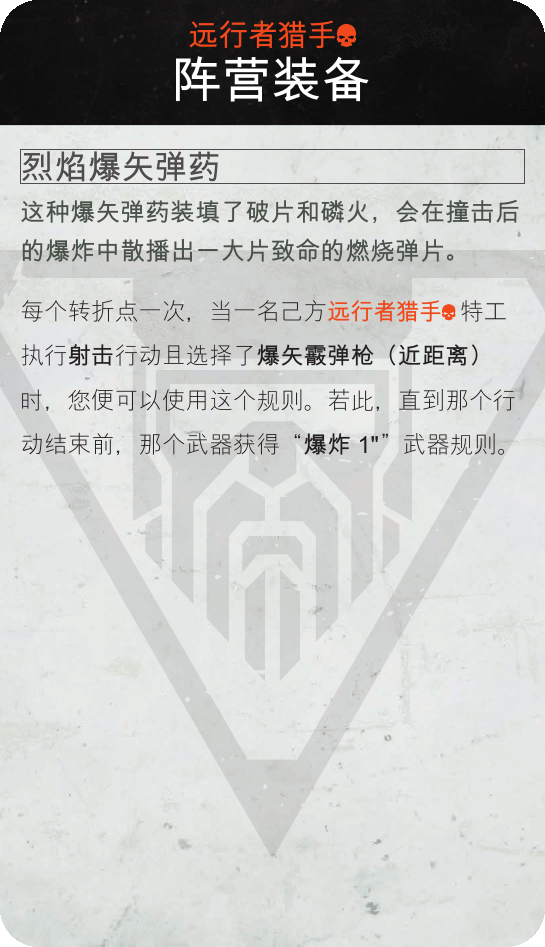 远行者猎手
阵营装备
烈焰爆矢弹药
这种爆矢弹药装填了破片和磷火，会在撞击后
的爆炸中散播出一大片致命的燃烧弹片。
每个转折点一次，当一名己方远行者猎手特工
执行射击行动且选择了爆矢霰弹枪（近距离）
时，您便可以使用这个规则。若此，直到那个行
动结束前，那个武器获得“爆炸 1"”武器规则。